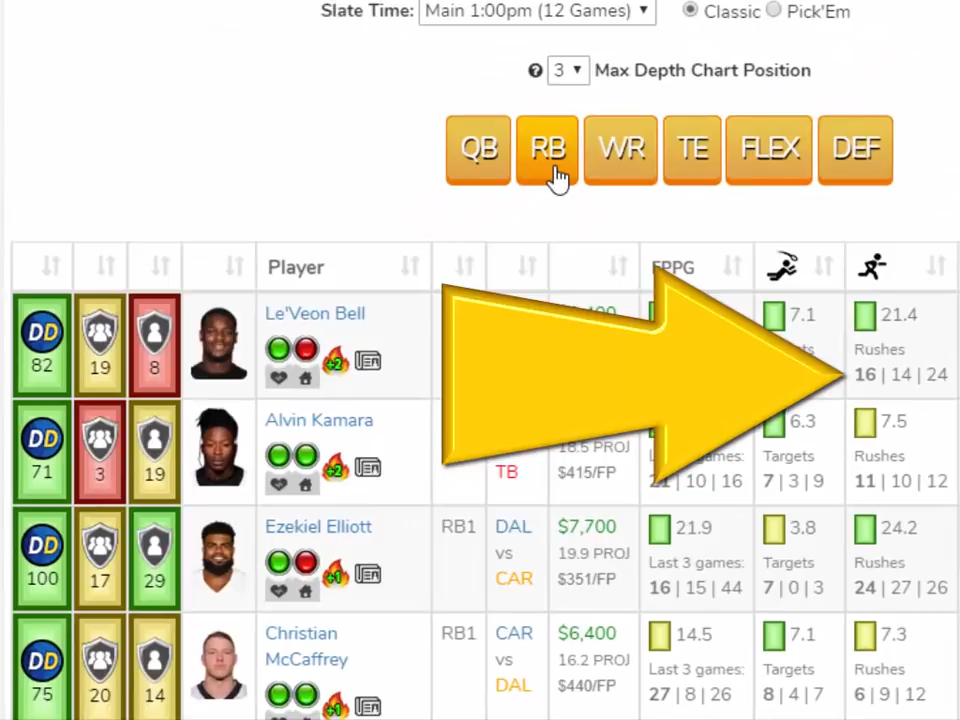 Slate Time: Main 1:00pm (12 Games) Classic Pick'Em
3 Max Depth Chart Position
QB RB WR TE FLEX DEF
Player FPPG
Le'Veon Bell 7.1 21.4
DD Rushes
82 19 8 +2 16 | 14 | 24
Alvin Kamara 6.3 7.5
DD 18.5 PROJ games: Targets Rushes
71 3 19 +2 TB $415/FP | 10 | 16 7 | 3 | 9 11 | 10 | 12
Ezekiel Elliott RB1 DAL $7,700 21.9 3.8 24.2
DD vs 19.9 PROJ Last 3 games: Targets Rushes
100 17 29 +1 CAR $351/FP 16 | 15 | 44 7 | 0 | 3 24 | 27 | 26
Christian RB1 CAR $6,400 14.5 7.1 7.3
DD McCaffrey vs 16.2 PROJ Last 3 games: Targets Rushes
75 20 14 +1 DAL $440/FP 27 | 8 | 26 8 | 4 | 7 6 | 9 | 12